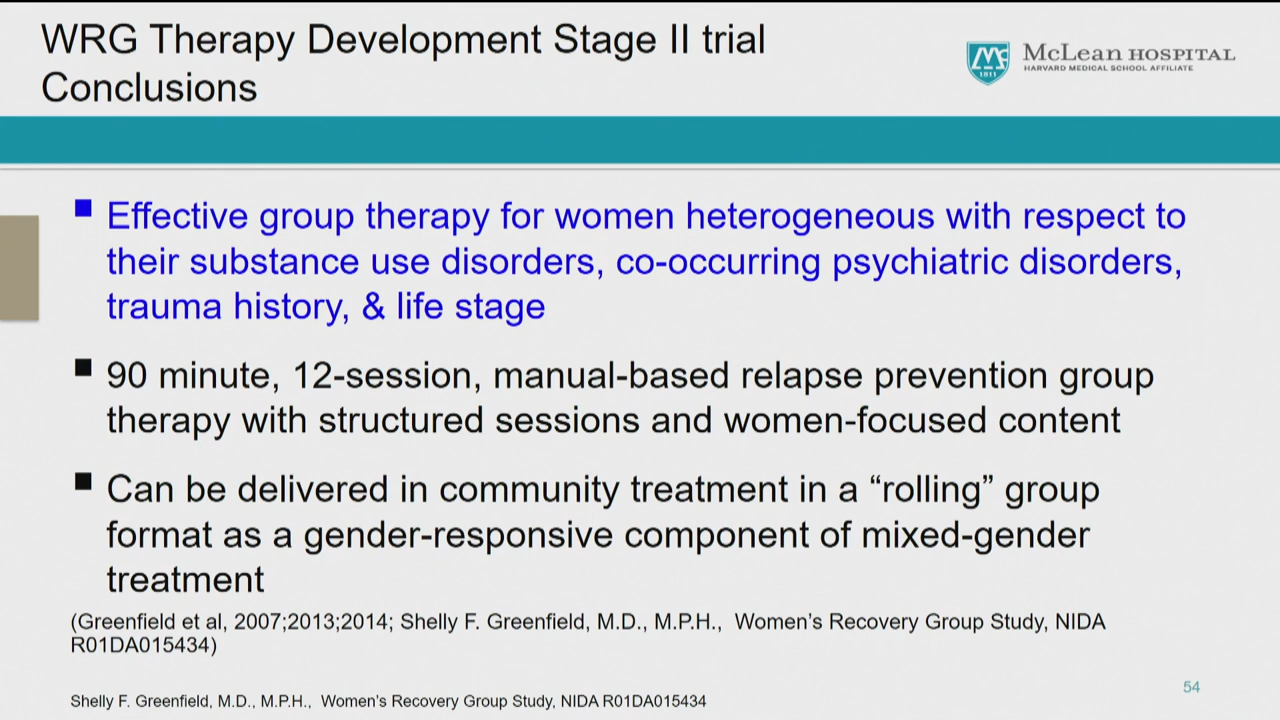 WRG Therapy Development Stage II trial
Conclusions
McLean HOSPITAL
HARVARD MEDICAL SCHOOL AFFILIATE
1811
Effective group therapy for women heterogeneous with respect to
their substance use disorders, co-occurring psychiatric disorders,
trauma history, & life stage
90 minute, 12-session, manual-based relapse prevention group
therapy with structured sessions and women-focused content
Can be delivered in community treatment in a “rolling” group
format as a gender-responsive component of mixed-gender
treatment
(Greenfield et al, 2007;2013;2014; Shelly F. Greenfield, M.D., M.P.H., Women’s Recovery Group Study, NIDA
R01DA015434)
54
Shelly F. Greenfield, M.D., M.P.H., Women’s Recovery Group Study, NIDA R01DA015434